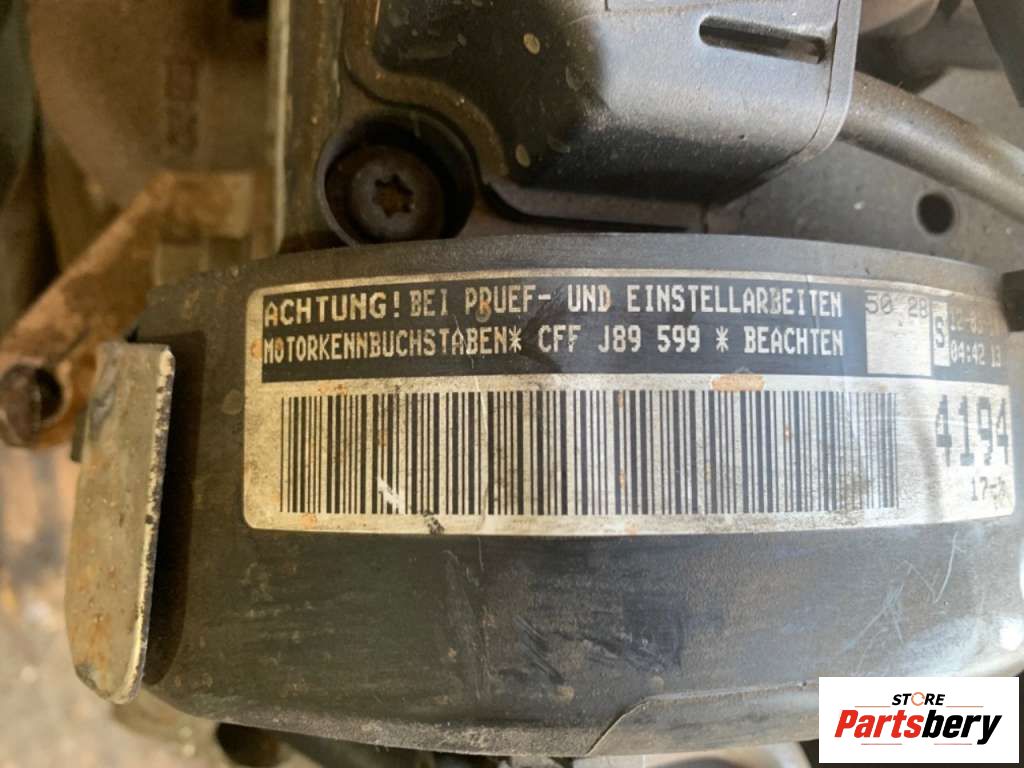 ACHTUNG! BEI PRUEF- UND EINSTELLARBEITEN
MOTORKENNBUCHSTABEN* CFF J89 599 * BEACHTEN
50 28
S
04:42 13
4194
STORE
Partsbery